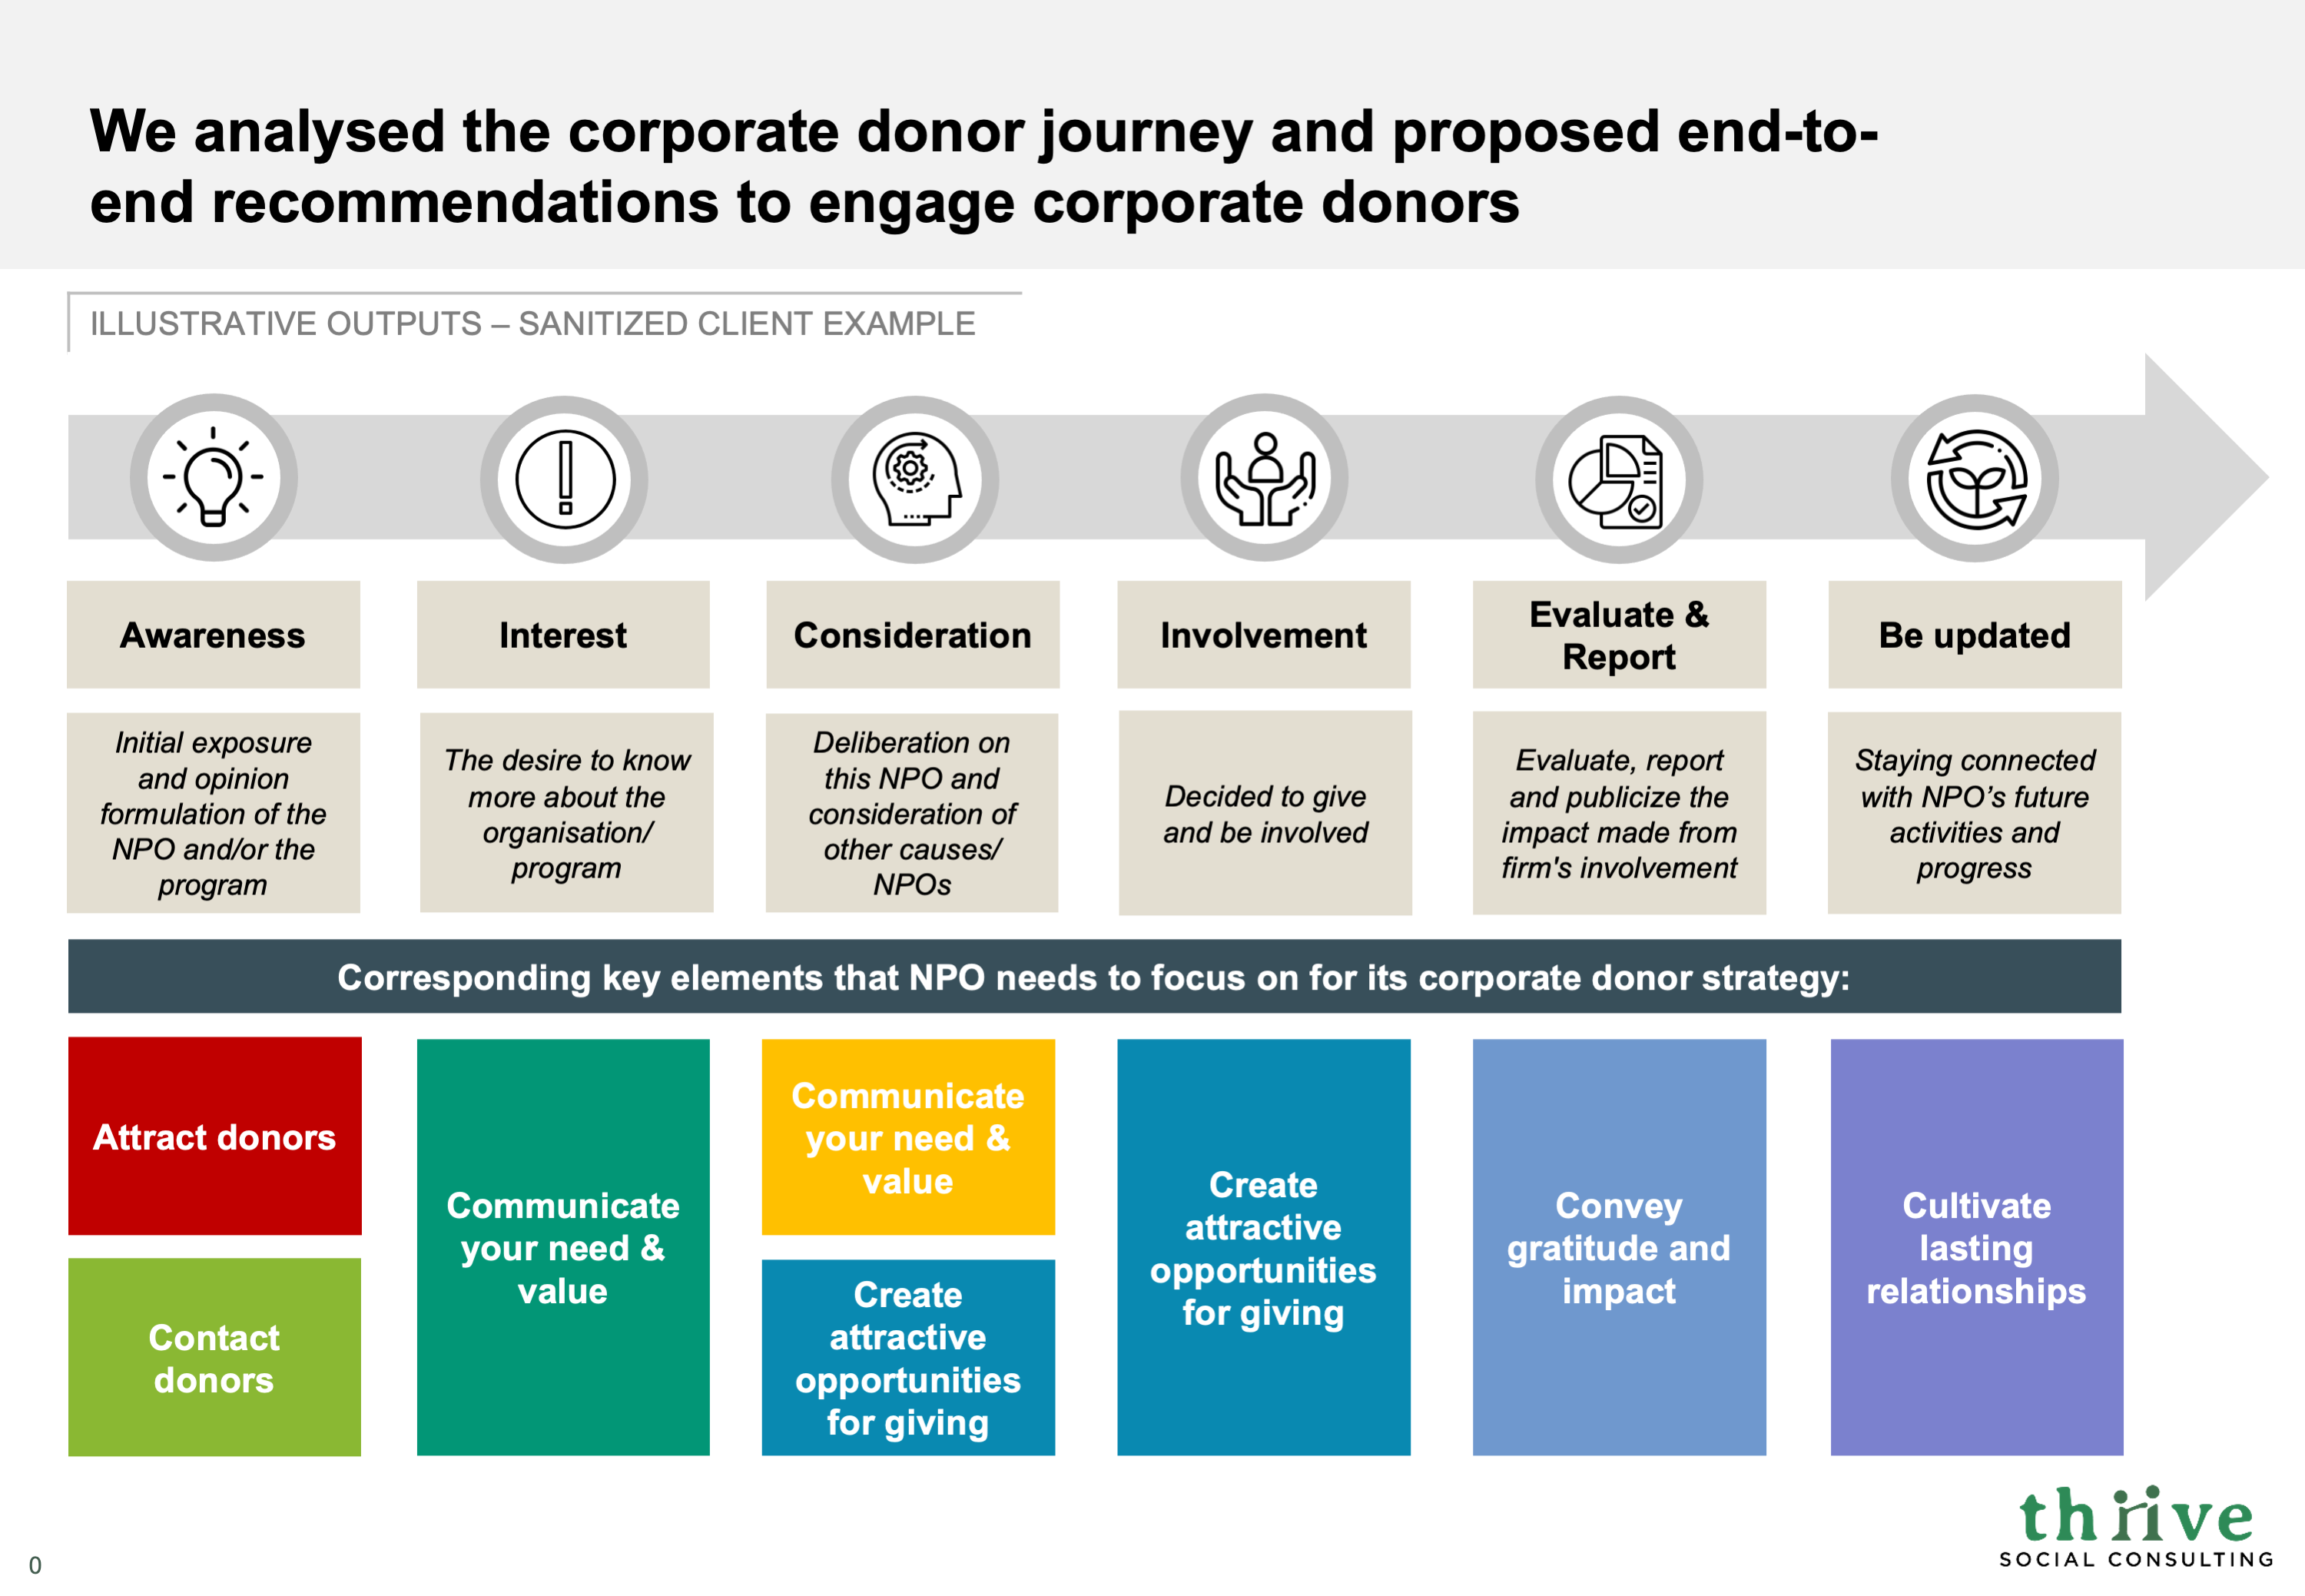 We analysed the corporate donor journey and proposed end-to-
end recommendations to engage corporate donors
ILLUSTRATIVE OUTPUTS – SANITIZED CLIENT EXAMPLE
Awareness
Interest
Consideration
Involvement
Evaluate &
Report
Be updated
Initial exposure
and opinion
formulation of the
NPO and/or the
program
The desire to know
more about the
organisation/
program
Deliberation on
this NPO and
consideration of
other causes/
NPOs
Decided to give
and be involved
Evaluate, report
and publicize the
impact made from
firm's involvement
Staying connected
with NPO’s future
activities and
progress
Corresponding key elements that NPO needs to focus on for its corporate donor strategy:
Attract donors
Contact
donors
Communicate
your need &
value
Communicate
your need &
value
Create
attractive
opportunities
for giving
Create
attractive
opportunities
for giving
Convey
gratitude and
impact
Cultivate
lasting
relationships
thriive
SOCIAL CONSULTING
0